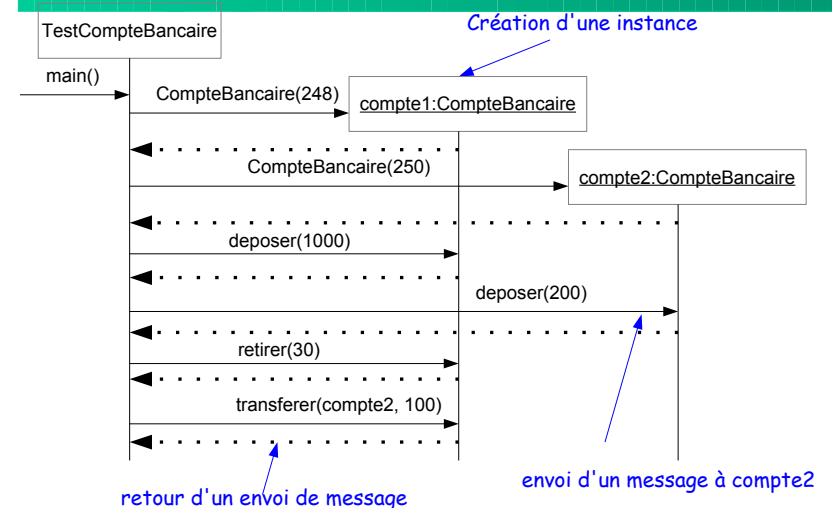 Création d'une instance
TestCompteBancaire
main()
CompteBancaire(248)
compte1:CompteBancaire
CompteBancaire(250)
compte2:CompteBancaire
deposer(1000)
deposer(200)
retirer(30)
transferer(compte2, 100)
envoi d'un message à compte2
retour d'un envoi de message